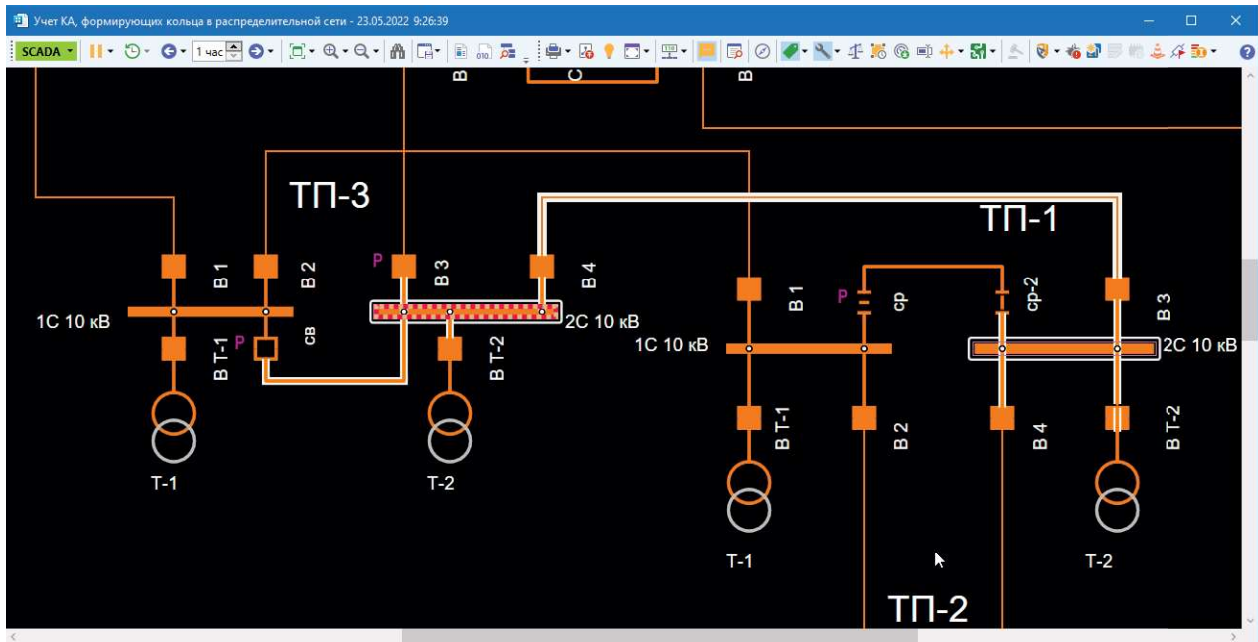 Учет КА, формирующих кольца в распределительной сети - 23.05.2022 9:26:39
SCADA
1 час
В
С
В
ТП-3
ТП-1
Р
В 1
В 2
В 3
В 4
1С 10 кВ
2С 10 кВ
Р
св
В Т-1
В Т-2
Т-1
Т-2
В 1
Р
ср
ср-2
В 3
1С 10 кВ
2С 10 кВ
В Т-1
В 2
В 4
В Т-2
Т-1
Т-2
ТП-2